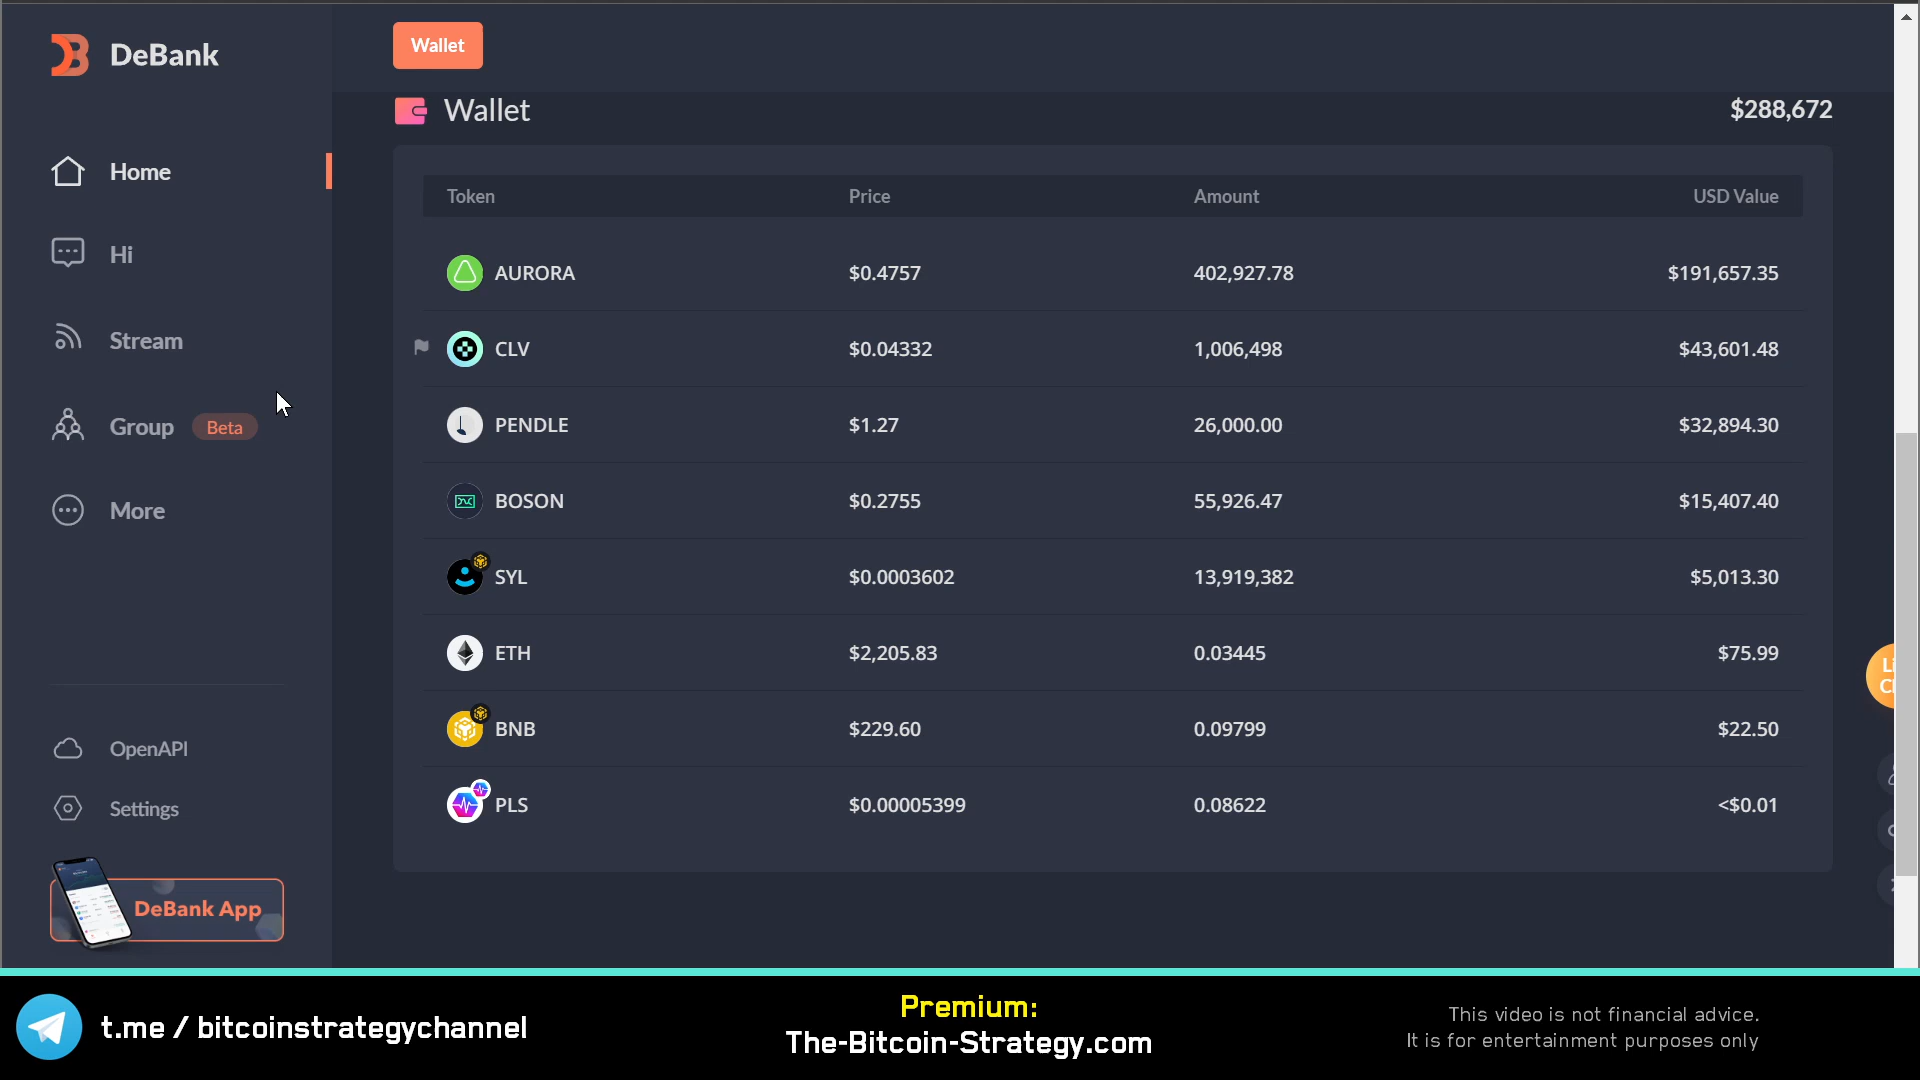 DeBank
Wallet
Wallet $288,672
Home
Hi
Stream
Group Beta
More
OpenAPI
Settings
DeBank App
Token Price Amount USD Value
AURORA $0.4757 402,927.78 $191,657.35
CLV $0.04332 1,006,498 $43,601.48
PENDLE $1.27 26,000.00 $32,894.30
BOSON $0.2755 55,926.47 $15,407.40
SYL $0.0003602 13,919,382 $5,013.30
ETH $2,205.83 0.03445 $75.99
BNB $229.60 0.09799 $22.50
PLS $0.00005399 0.08622 <$0.01
t.me / bitcoinstrategychannel
Premium:
The-Bitcoin-Strategy.com
This video is not financial advice.
It is for entertainment purposes only